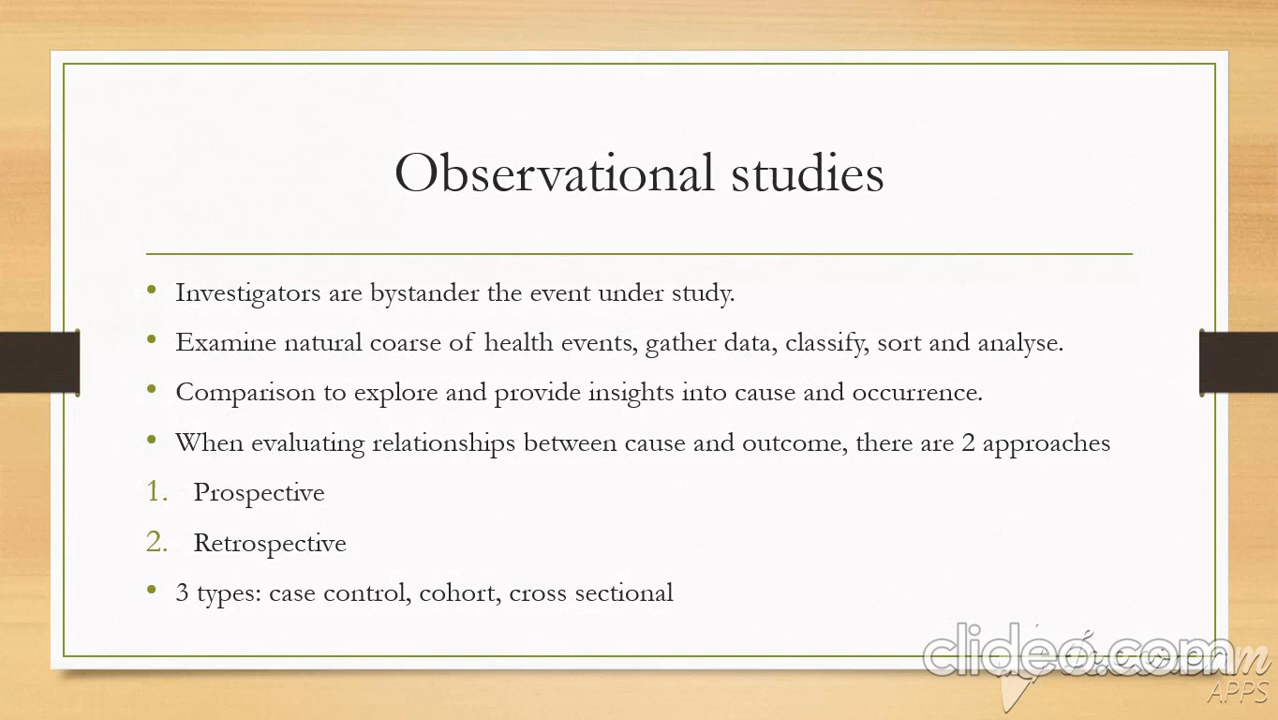 Observational studies
• Investigators are bystander the event under study.
• Examine natural coarse of health events, gather data, classify, sort and analyse.
• Comparison to explore and provide insights into cause and occurrence.
• When evaluating relationships between cause and outcome, there are 2 approaches
1. Prospective
2. Retrospective
• 3 types: case control, cohort, cross sectional
clideo.com
APPS